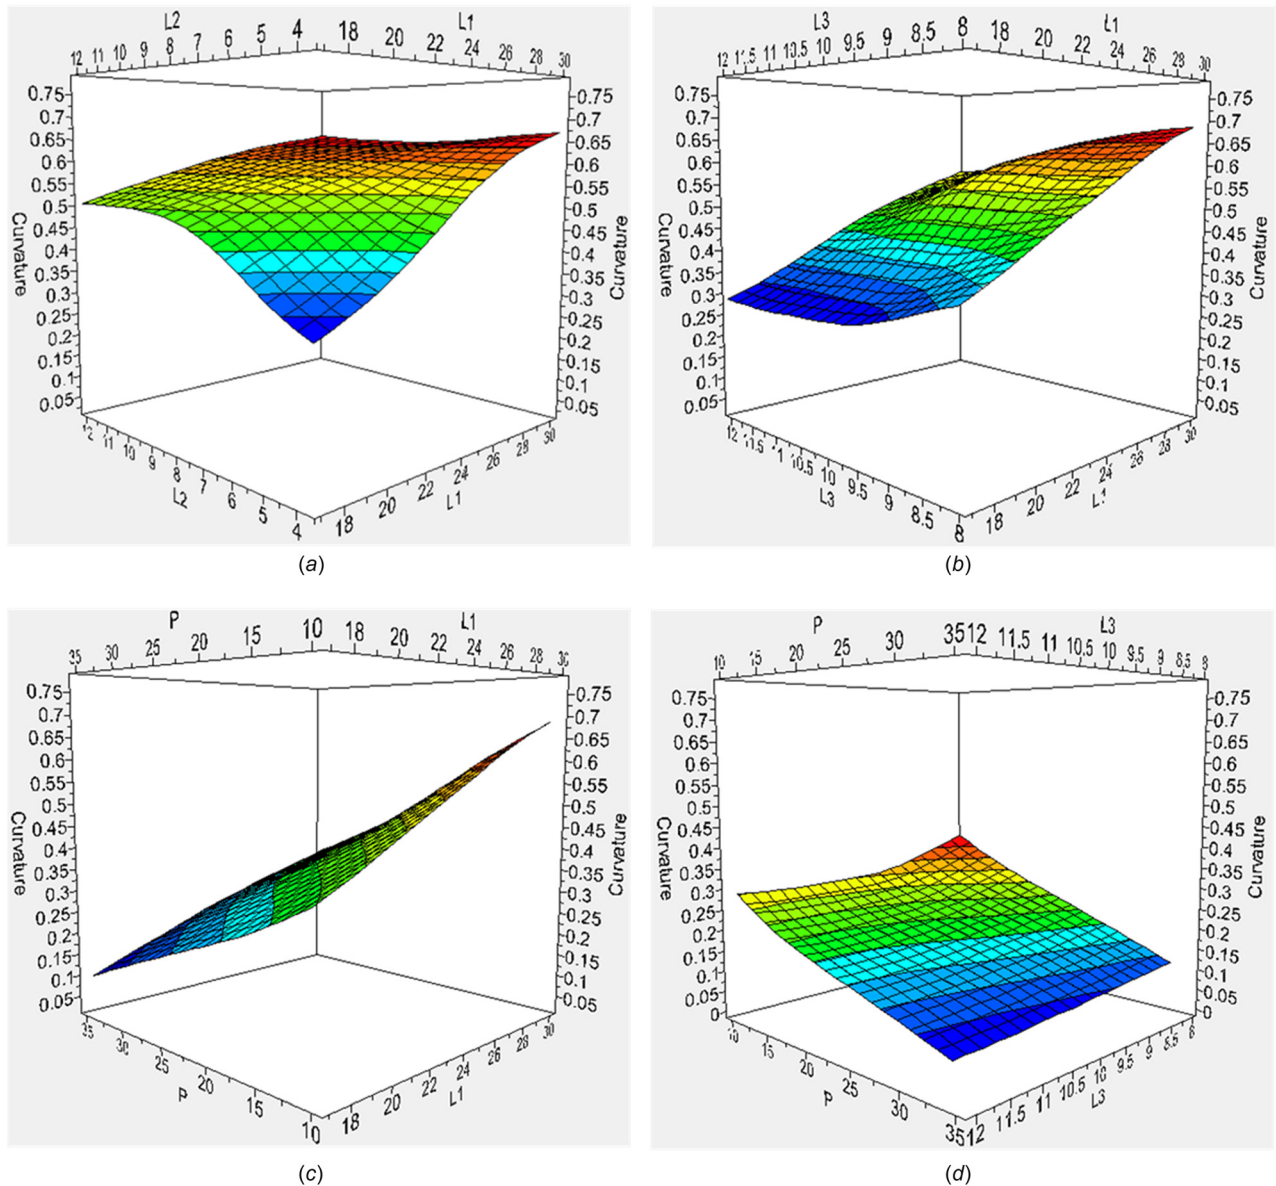 L2 L1
12 11 10 9 8 7 6 5 4 18 20 22 24 26 28 30
0.75 0.7 0.65 0.6 0.55 0.5 0.45 0.4 0.35 0.3 0.25 0.2 0.15 0.1 0.05
Curvature
0.75 0.7 0.65 0.6 0.55 0.5 0.45 0.4 0.35 0.3 0.25 0.2 0.15 0.1 0.05
Curvature
12 11 10 9 8 7 6 5 4 18 20 22 24 26 28 30
L2 L1
(a)
L3 L1
12 11.5 11 10.5 10 9.5 9 8.5 8 18 20 22 24 26 28 30
0.75 0.7 0.65 0.6 0.55 0.5 0.45 0.4 0.35 0.3 0.25 0.2 0.15 0.1 0.05
Curvature
0.75 0.7 0.65 0.6 0.55 0.5 0.45 0.4 0.35 0.3 0.25 0.2 0.15 0.1 0.05
Curvature
12 11.5 11 10.5 10 9.5 9 8.5 8 18 20 22 24 26 28 30
L3 L1
(b)
P L1
35 30 25 20 15 10 18 20 22 24 26 28 30
0.75 0.7 0.65 0.6 0.55 0.5 0.45 0.4 0.35 0.3 0.25 0.2 0.15 0.1 0.05
Curvature
0.75 0.7 0.65 0.6 0.55 0.5 0.45 0.4 0.35 0.3 0.25 0.2 0.15 0.1 0.05
Curvature
35 30 25 20 15 10 18 20 22 24 26 28 30
P L1
(c)
P L3
10 15 20 25 30 35 12 11.5 11 10.5 10 9.5 9 8.5 8
0.75 0.7 0.65 0.6 0.55 0.5 0.45 0.4 0.35 0.3 0.25 0.2 0.15 0.1 0.05 0
Curvature
0.75 0.7 0.65 0.6 0.55 0.5 0.45 0.4 0.35 0.3 0.25 0.2 0.15 0.1 0.05 0
Curvature
10 15 20 25 30 35 12 11.5 11 10.5 10 9.5 9 8.5 8
P L3
(d)